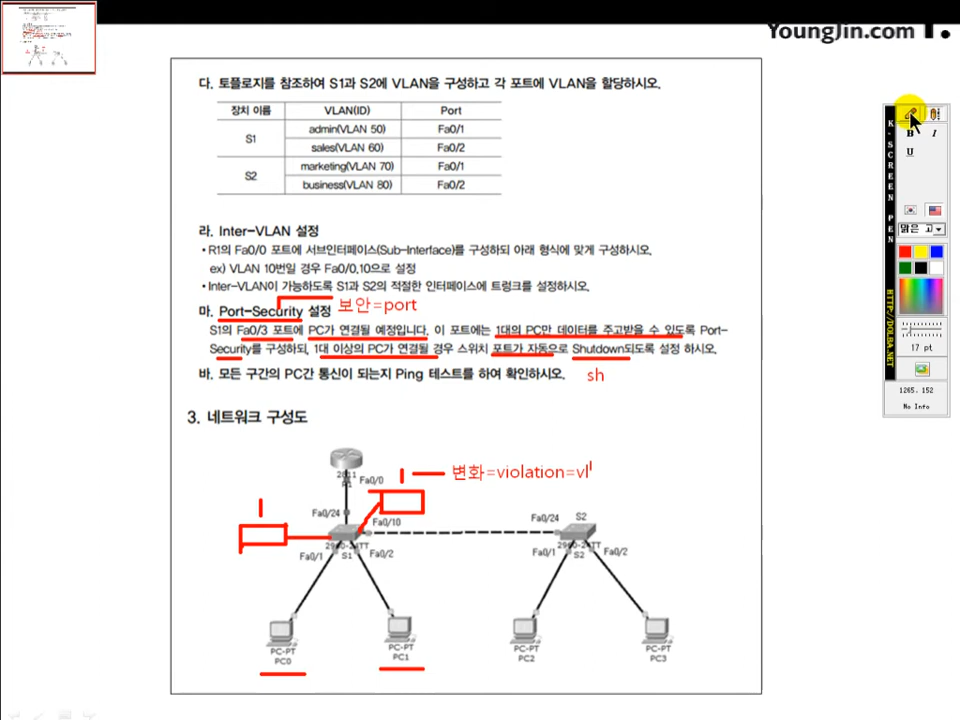 YoungJin.com
다. 토플로지를 참조하여 S1과 S2에 VLAN을 구성하고 각 포트에 VLAN을 할당하시오.
장치 이름 VLAN(ID) Port
S1 admin(VLAN 50) Fa0/1
sales(VLAN 60) Fa0/2
S2 marketing(VLAN 70) Fa0/1
business(VLAN 80) Fa0/2
라. Inter-VLAN 설정
• R1의 Fa0/0 포트에 서브인터페이스(Sub-Interface)를 구성하되 아래 형식에 맞게 구성하시오.
ex) VLAN 10번일 경우 Fa0/0.10으로 설정
• Inter-VLAN이 가능하도록 S1과 S2의 적절한 인터페이스에 트렁크를 설정하시오.
마. Port-Security 설정 보안=port
S1의 Fa0/3 포트에 PC가 연결될 예정입니다. 이 포트에는 1대의 PC만 데이터를 주고받을 수 있도록 Port-
Security를 구성하되, 1대 이상의 PC가 연결될 경우 스위치 포트가 자동으로 Shutdown되도록 설정 하시오.
바. 모든 구간의 PC간 통신이 되는지 Ping 테스트를 하여 확인하시오. sh
3. 네트워크 구성도
변화=violation=vl
Fa0/0
R1
Fa0/24
Fa0/10
Fa0/1
Fa0/2
S1
Fa0/24
S2
Fa0/1
Fa0/2
S2
PC-PT
PC0
PC-PT
PC1
PC-PT
PC2
PC-PT
PC3
K-SCREEN PEN
HTTP://DOLBA.NET
B I
U
맑은 고
17 pt
1265, 152
No Info